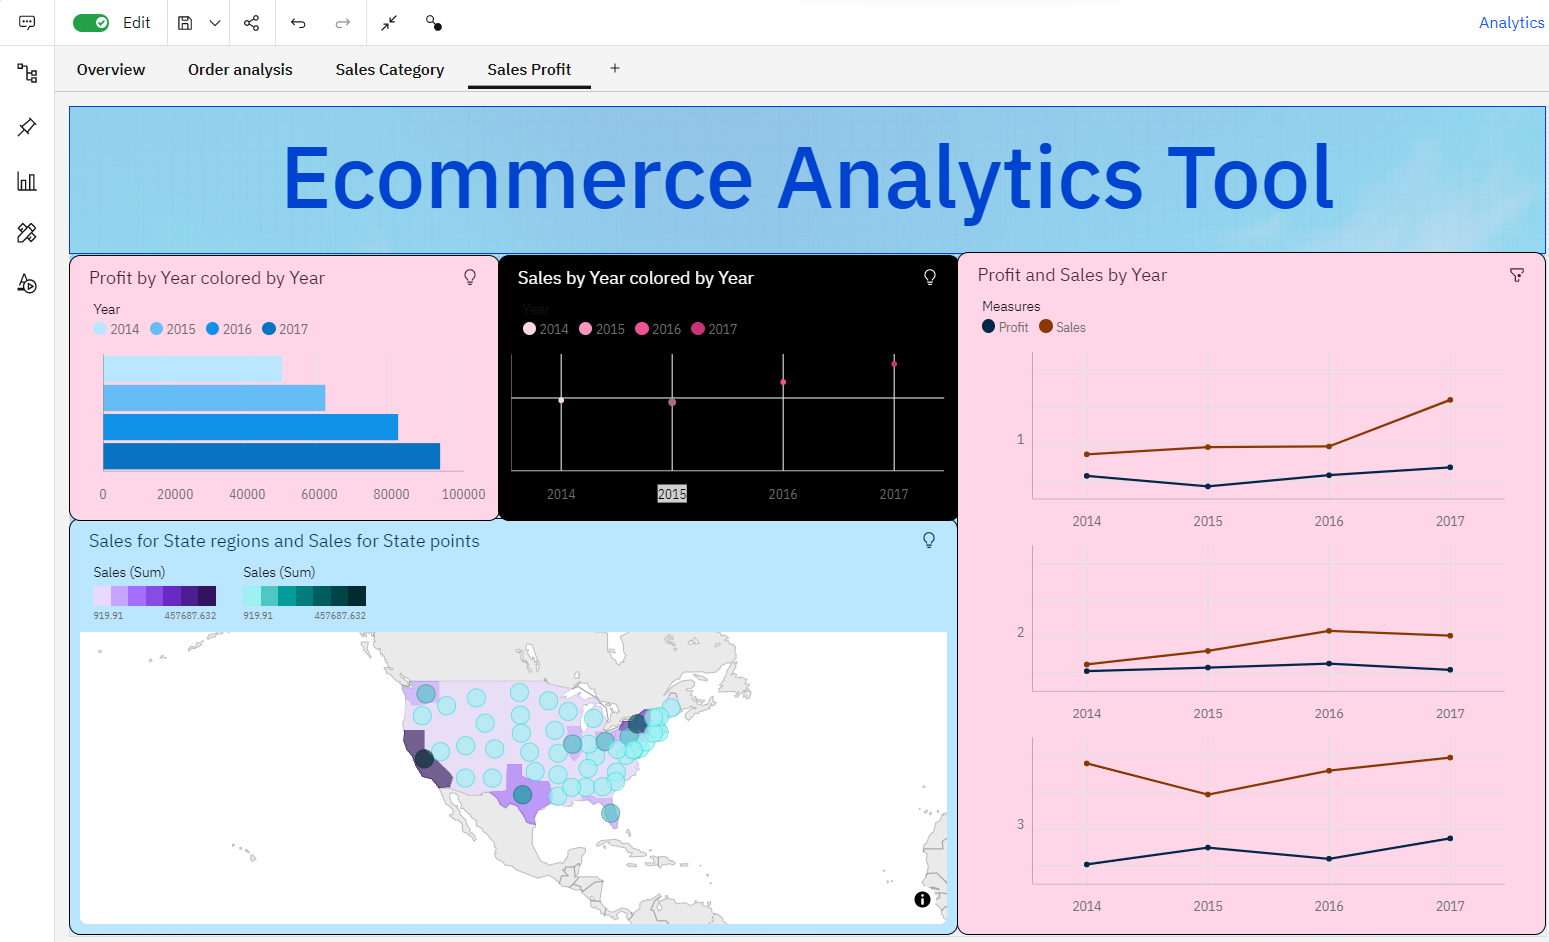 Edit
Analytics
Overview
Order analysis
Sales Category
Sales Profit
+
Ecommerce Analytics Tool
Profit by Year colored by Year
Year
2014 2015 2016 2017
0 20000 40000 60000 80000 100000
Sales by Year colored by Year
Year
2014 2015 2016 2017
2014 2015 2016 2017
Profit and Sales by Year
Measures
Profit Sales
1
2014 2015 2016 2017
2
2014 2015 2016 2017
3
2014 2015 2016 2017
Sales for State regions and Sales for State points
Sales (Sum) Sales (Sum)
919.91 457687.632 919.91 457687.632